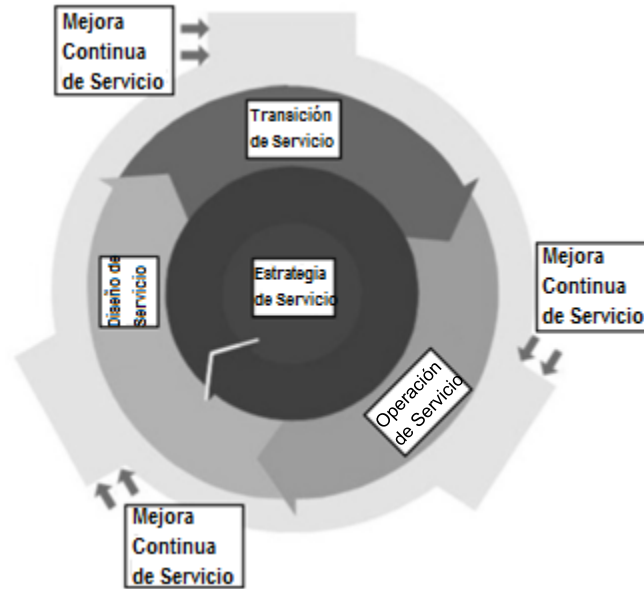 Mejora
Continua
de Servicio
Transición
de Servicio
Mejora
Continua
de Servicio
Diseño de
Servicio
Estrategia
de Servicio
Operación
de Servicio
Mejora
Continua
de Servicio